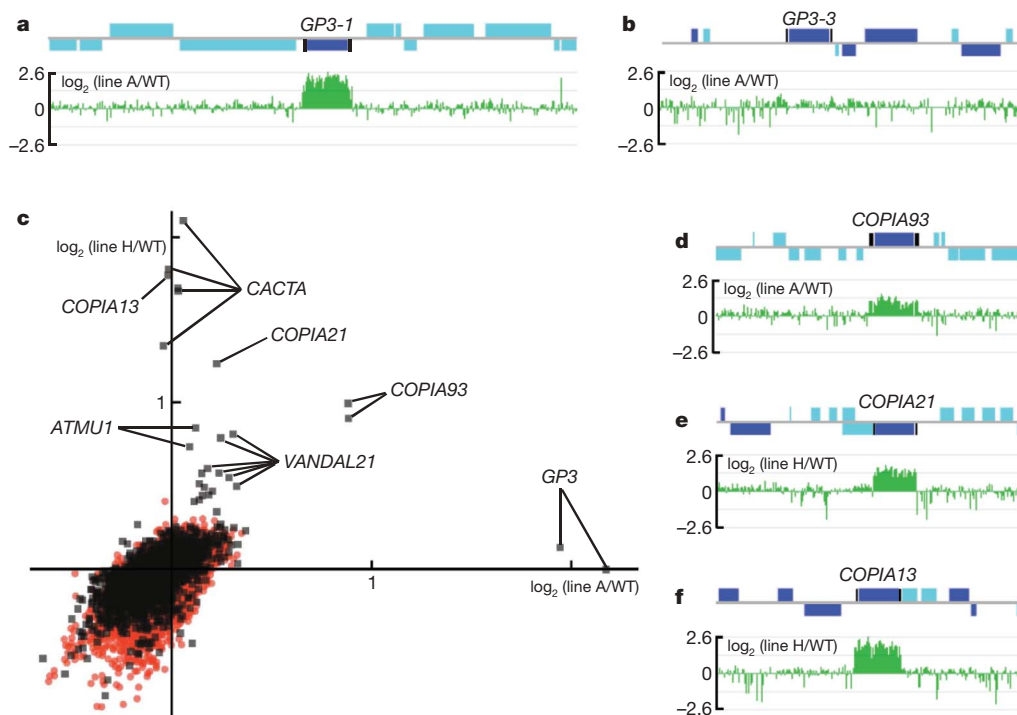 a GP3-1
2.6 log₂ (line A/WT)
0
−2.6
b GP3-3
2.6 log₂ (line A/WT)
0
−2.6
c
log₂ (line H/WT)
COPIA13
CACTA
COPIA21
1
COPIA93
ATMU1
VANDAL21
GP3
1
log₂ (line A/WT)
d COPIA93
2.6 log₂ (line A/WT)
0
−2.6
e COPIA21
2.6 log₂ (line H/WT)
0
−2.6
f COPIA13
2.6 log₂ (line H/WT)
0
−2.6